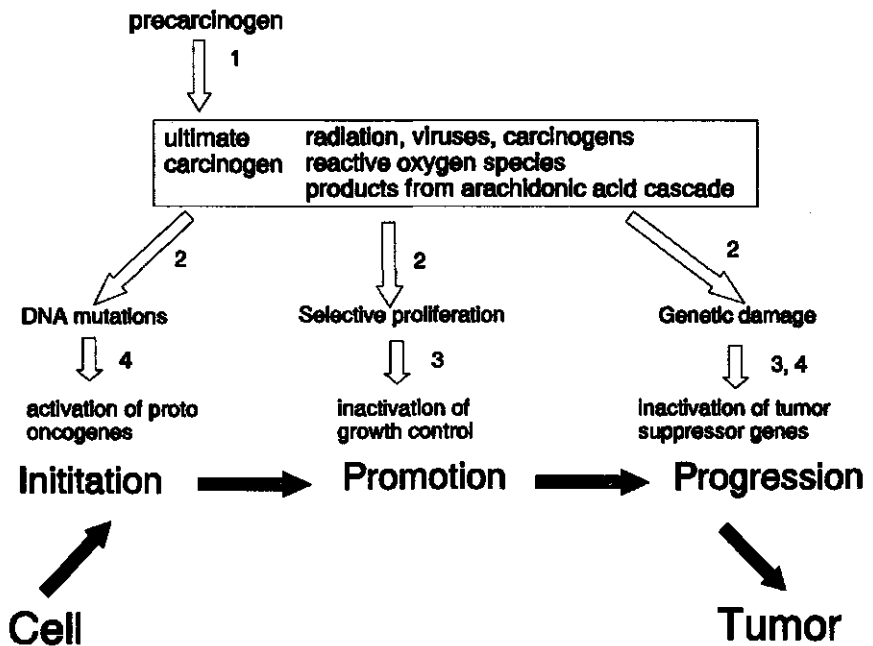 precarcinogen
1
ultimate radiation, viruses, carcinogens
carcinogen reactive oxygen species
products from arachidonic acid cascade
2 2 2
DNA mutations Selective proliferation Genetic damage
4 3 3, 4
activation of proto inactivation of inactivation of tumor
oncogenes growth control suppressor genes
Inititation Promotion Progression
Cell Tumor